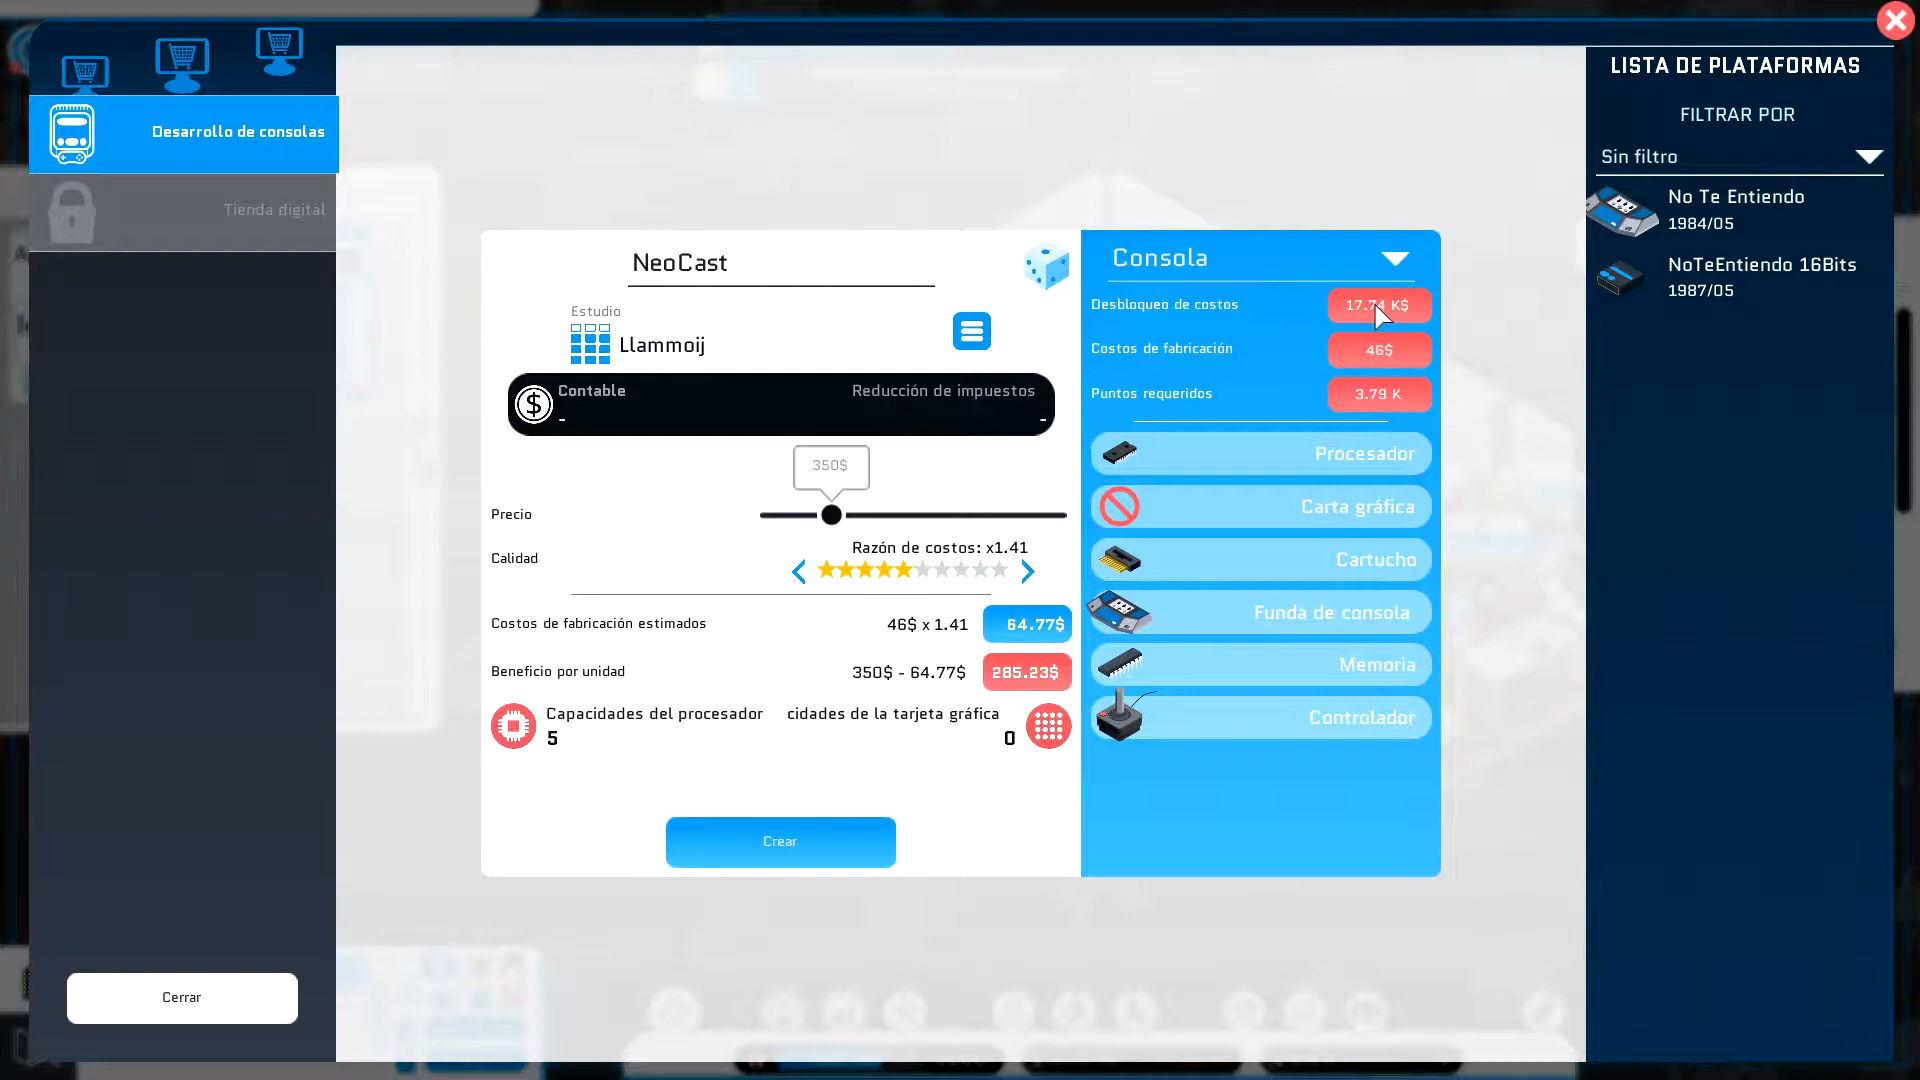 Desarrollo de consolas
Tienda digital
Cerrar
NeoCast
Estudio
Llammoij
Contable
Reducción de impuestos
-
-
350$
Precio
Calidad
Razón de costos: x1.41
Costos de fabricación estimados
46$ x 1.41
64.77$
Beneficio por unidad
350$ - 64.77$
285.23$
Capacidades del procesador
5
cidades de la tarjeta gráfica
0
Crear
Consola
Desbloqueo de costos
17.74 K$
Costos de fabricación
46$
Puntos requeridos
3.79 K
Procesador
Carta gráfica
Cartucho
Funda de consola
Memoria
Controlador
LISTA DE PLATAFORMAS
FILTRAR POR
Sin filtro
No Te Entiendo
1984/05
NoTeEntiendo 16Bits
1987/05